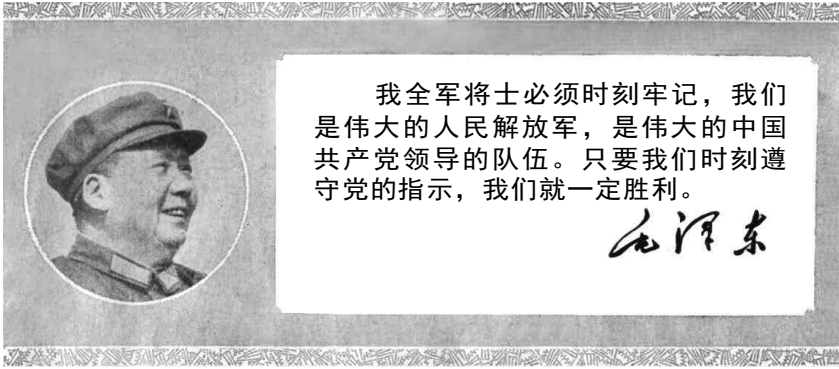 我全军将士必须时刻牢记，我们
是伟大的人民解放军，是伟大的中国
共产党领导的队伍。只要我们时刻遵
守党的指示，我们就一定胜利。
毛泽东